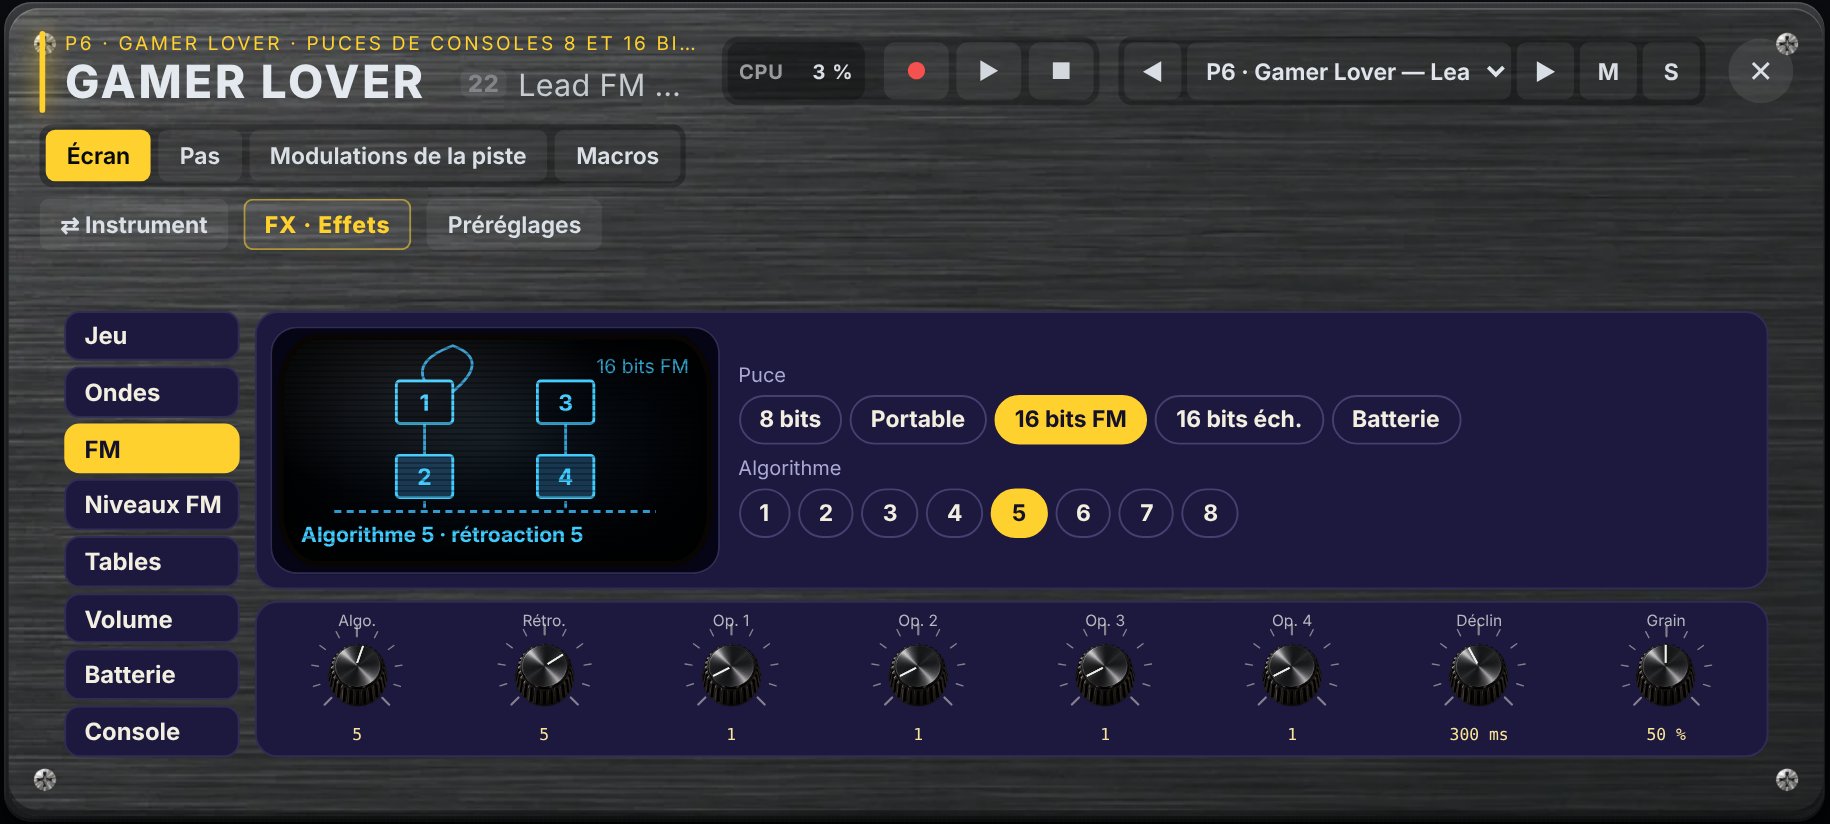 P6 · GAMER LOVER · PUCES DE CONSOLES 8 ET 16 BI…
GAMER LOVER 22 Lead FM …
CPU 3 %
P6 · Gamer Lover — Lea
M S
Écran Pas Modulations de la piste Macros
⇄ Instrument FX · Effets Préréglages
Jeu
Ondes
FM
Niveaux FM
Tables
Volume
Batterie
Console
16 bits FM
1 3
2 4
Algorithme 5 · rétroaction 5
Puce
8 bits Portable 16 bits FM 16 bits éch. Batterie
Algorithme
1 2 3 4 5 6 7 8
Algo. Rétro. Op. 1 Op. 2 Op. 3 Op. 4 Déclin Grain
5 5 1 1 1 1 300 ms 50 %